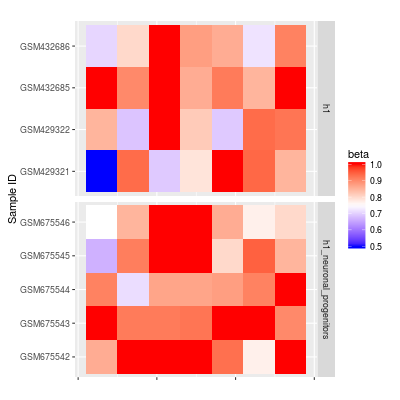 GSM432686
GSM432685
GSM429322
GSM429321
h1
GSM675546
GSM675545
GSM675544
GSM675543
GSM675542
h1_neuronal_progenitors
Sample ID
beta
1.0
0.9
0.8
0.7
0.6
0.5